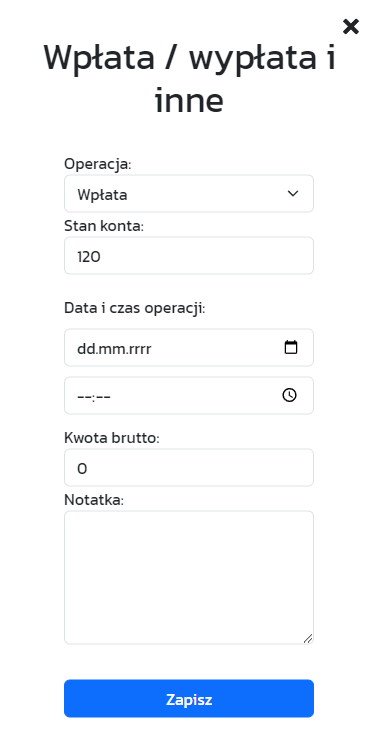 Wpłata / wypłata i
inne
Operacja:
Wpłata
Stan konta:
120
Data i czas operacji:
dd.mm.rrrr
--:--
Kwota brutto:
0
Notatka:
Zapisz